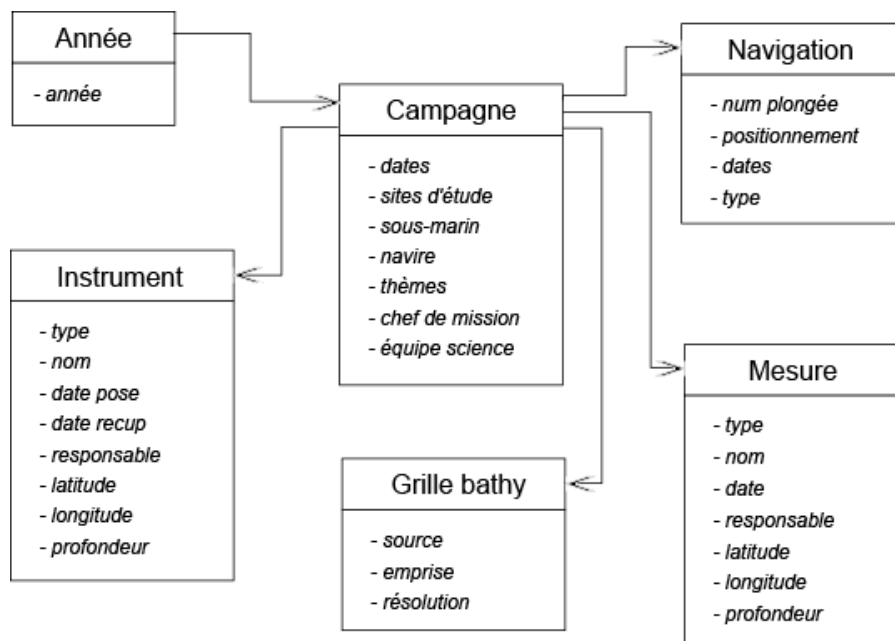 Année
- année
Campagne
- dates
- sites d'étude
- sous-marin
- navire
- thèmes
- chef de mission
- équipe science
Navigation
- num plongée
- positionnement
- dates
- type
Instrument
- type
- nom
- date pose
- date recup
- responsable
- latitude
- longitude
- profondeur
Grille bathy
- source
- emprise
- résolution
Mesure
- type
- nom
- date
- responsable
- latitude
- longitude
- profondeur